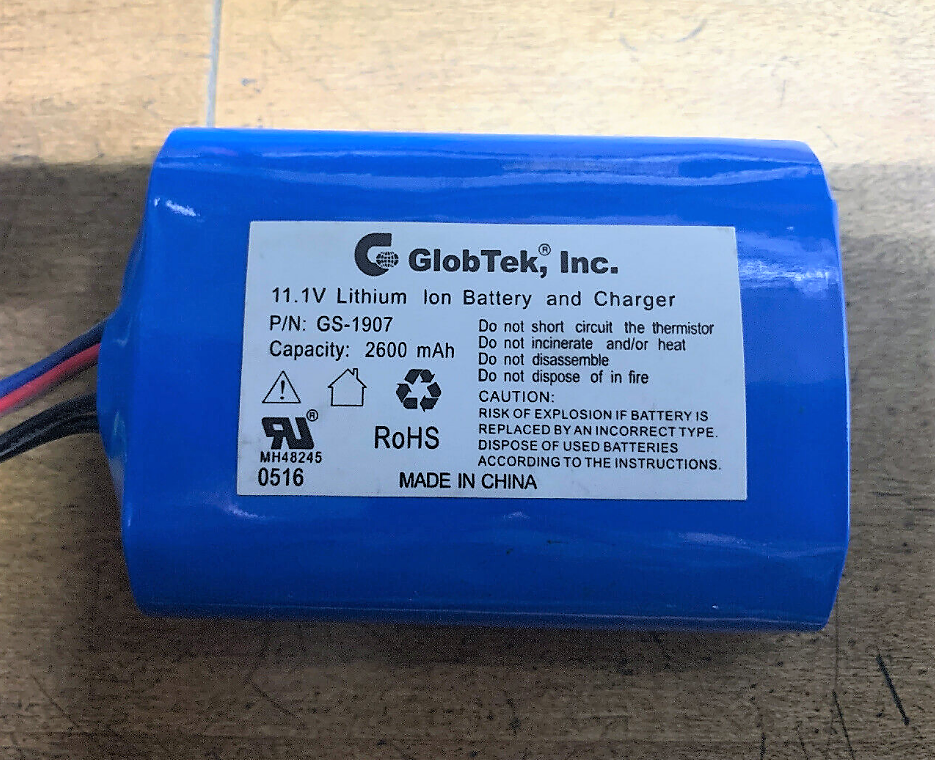 GlobTek®, Inc.
11.1V Lithium Ion Battery and Charger
P/N: GS-1907
Capacity: 2600 mAh
Do not short circuit the thermistor
Do not incinerate and/or heat
Do not disassemble
Do not dispose of in fire
CAUTION:
RISK OF EXPLOSION IF BATTERY IS
REPLACED BY AN INCORRECT TYPE.
DISPOSE OF USED BATTERIES
ACCORDING TO THE INSTRUCTIONS.
RU®
MH48245
0516
RoHS
MADE IN CHINA